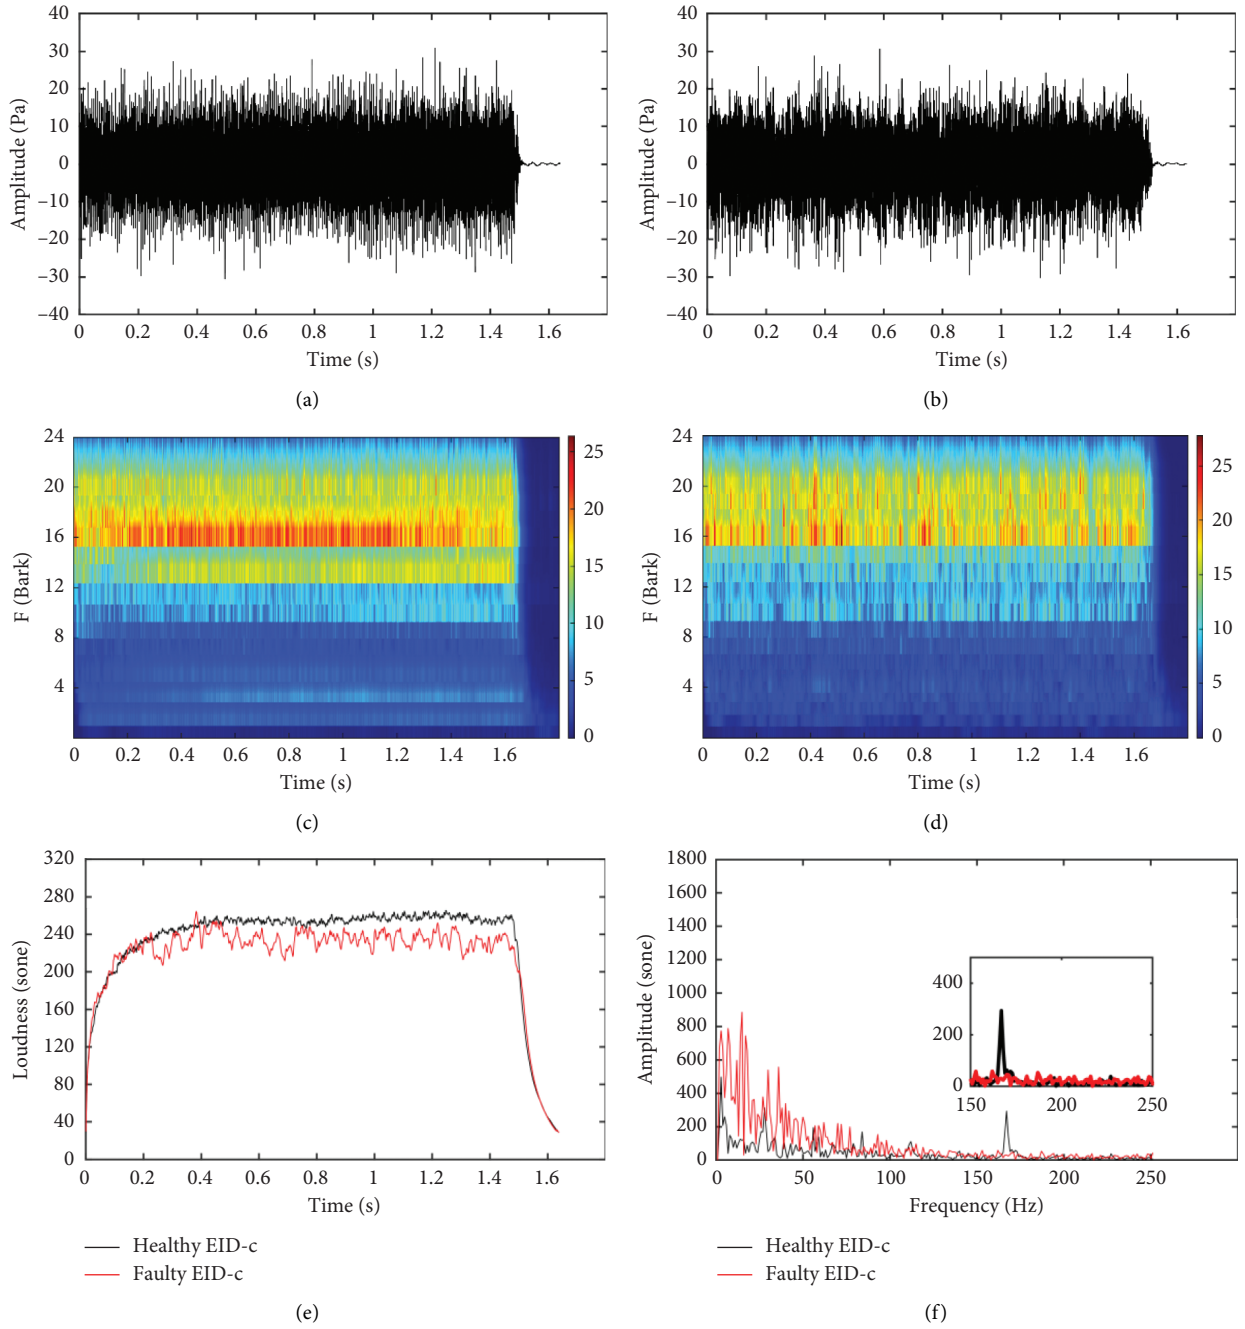 40
30
20
10
0
–10
–20
–30
–40
Amplitude (Pa)
0 0.2 0.4 0.6 0.8 1 1.2 1.4 1.6
Time (s)
(a)
40
30
20
10
0
–10
–20
–30
–40
Amplitude (Pa)
0 0.2 0.4 0.6 0.8 1 1.2 1.4 1.6
Time (s)
(b)
24
20
16
12
8
4
F (Bark)
0 0.2 0.4 0.6 0.8 1 1.2 1.4 1.6
Time (s)
25
20
15
10
5
0
(c)
24
20
16
12
8
4
F (Bark)
0 0.2 0.4 0.6 0.8 1 1.2 1.4 1.6
Time (s)
25
20
15
10
5
0
(d)
320
280
240
200
160
120
80
40
0
Loudness (sone)
0 0.2 0.4 0.6 0.8 1 1.2 1.4 1.6
Time (s)
Healthy EID-c
Faulty EID-c
(e)
1800
1600
1400
1200
1000
800
600
400
200
0
Amplitude (sone)
400
200
0
150 200 250
0 50 100 150 200 250
Frequency (Hz)
Healthy EID-c
Faulty EID-c
(f)